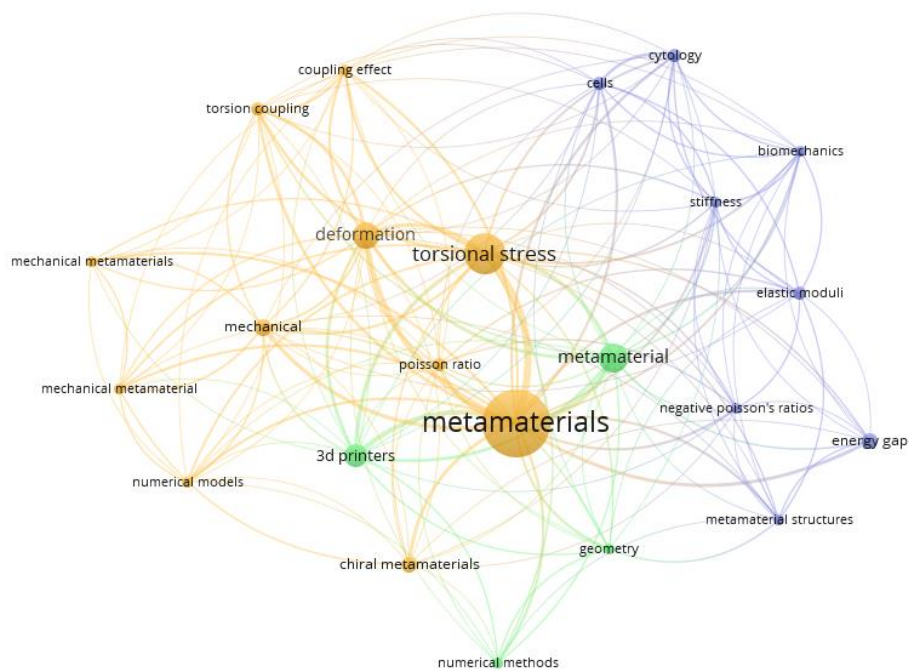 cytology
coupling effect
cells
torsion coupling
biomechanics
stiffness
deformation
torsional stress
mechanical metamaterials
elastic moduli
mechanical
metamaterial
poisson ratio
mechanical metamaterial
negative poisson's ratios
metamaterials
energy gap
3d printers
numerical models
metamaterial structures
geometry
chiral metamaterials
numerical methods